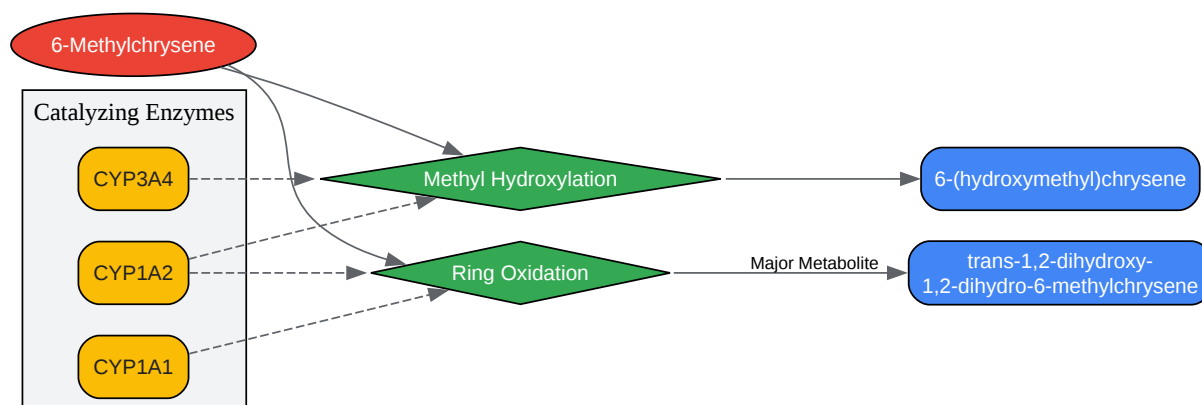 6-Methylchrysene
Catalyzing Enzymes
CYP3A4
Methyl Hydroxylation
6-(hydroxymethyl)chrysene
CYP1A2
Ring Oxidation
Major Metabolite
trans-1,2-dihydroxy-
1,2-dihydro-6-methylchrysene
CYP1A1